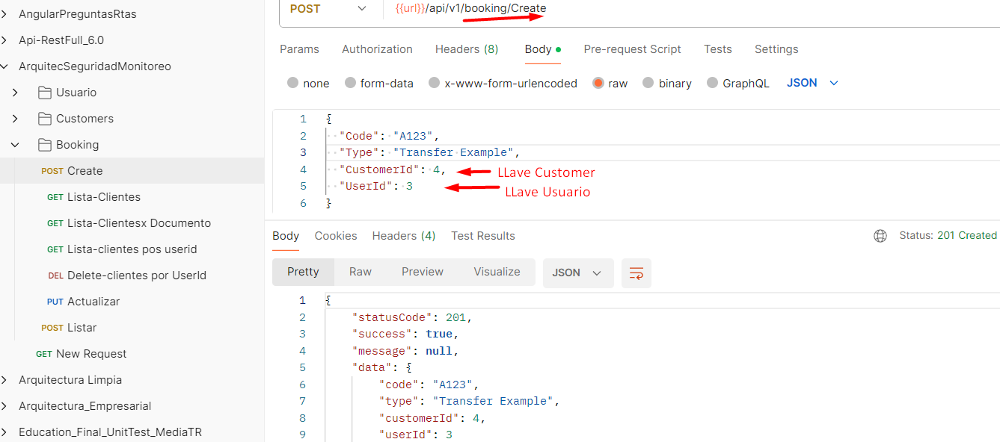 AngularPreguntasRtas
Api-RestFull_6.0
ArquitecSeguridadMonitoreo
Usuario
Customers
Booking
POST Create
GET Lista-Clientes
GET Lista-Clientesx Documento
GET Lista-clientes pos userid
DEL Delete-clientes por UserId
PUT Actualizar
POST Listar
GET New Request
Arquitectura Limpia
Arquitectura_Empresarial
Education_Final_UnitTest_MediaTR
POST {{url}}/api/v1/booking/Create
Params Authorization Headers (8) Body Pre-request Script Tests Settings
none form-data x-www-form-urlencoded raw binary GraphQL JSON
1 {
2 "Code": "A123",
3 "Type": "Transfer Example",
4 "CustomerId": 4, LLave Customer
5 "UserId": 3 LLave Usuario
6 }
Body Cookies Headers (4) Test Results Status: 201 Created
Pretty Raw Preview Visualize JSON
1 {
2 "statusCode": 201,
3 "success": true,
4 "message": null,
5 "data": {
6 "code": "A123",
7 "type": "Transfer Example",
8 "customerId": 4,
9 "userId": 3